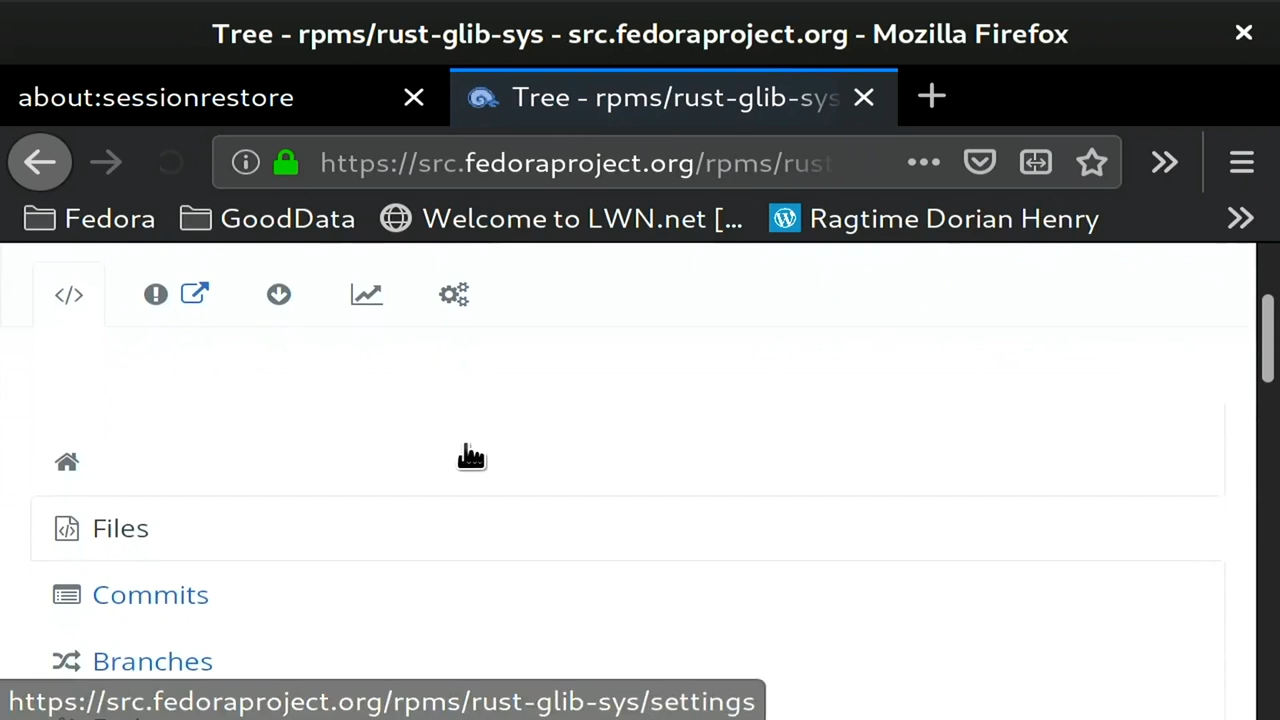 Tree - rpms/rust-glib-sys - src.fedoraproject.org - Mozilla Firefox
about:sessionrestore
Tree - rpms/rust-glib-sys
https://src.fedoraproject.org/rpms/rust
Fedora GoodData Welcome to LWN.net [… Ragtime Dorian Henry
Files
Commits
Branches
https://src.fedoraproject.org/rpms/rust-glib-sys/settings